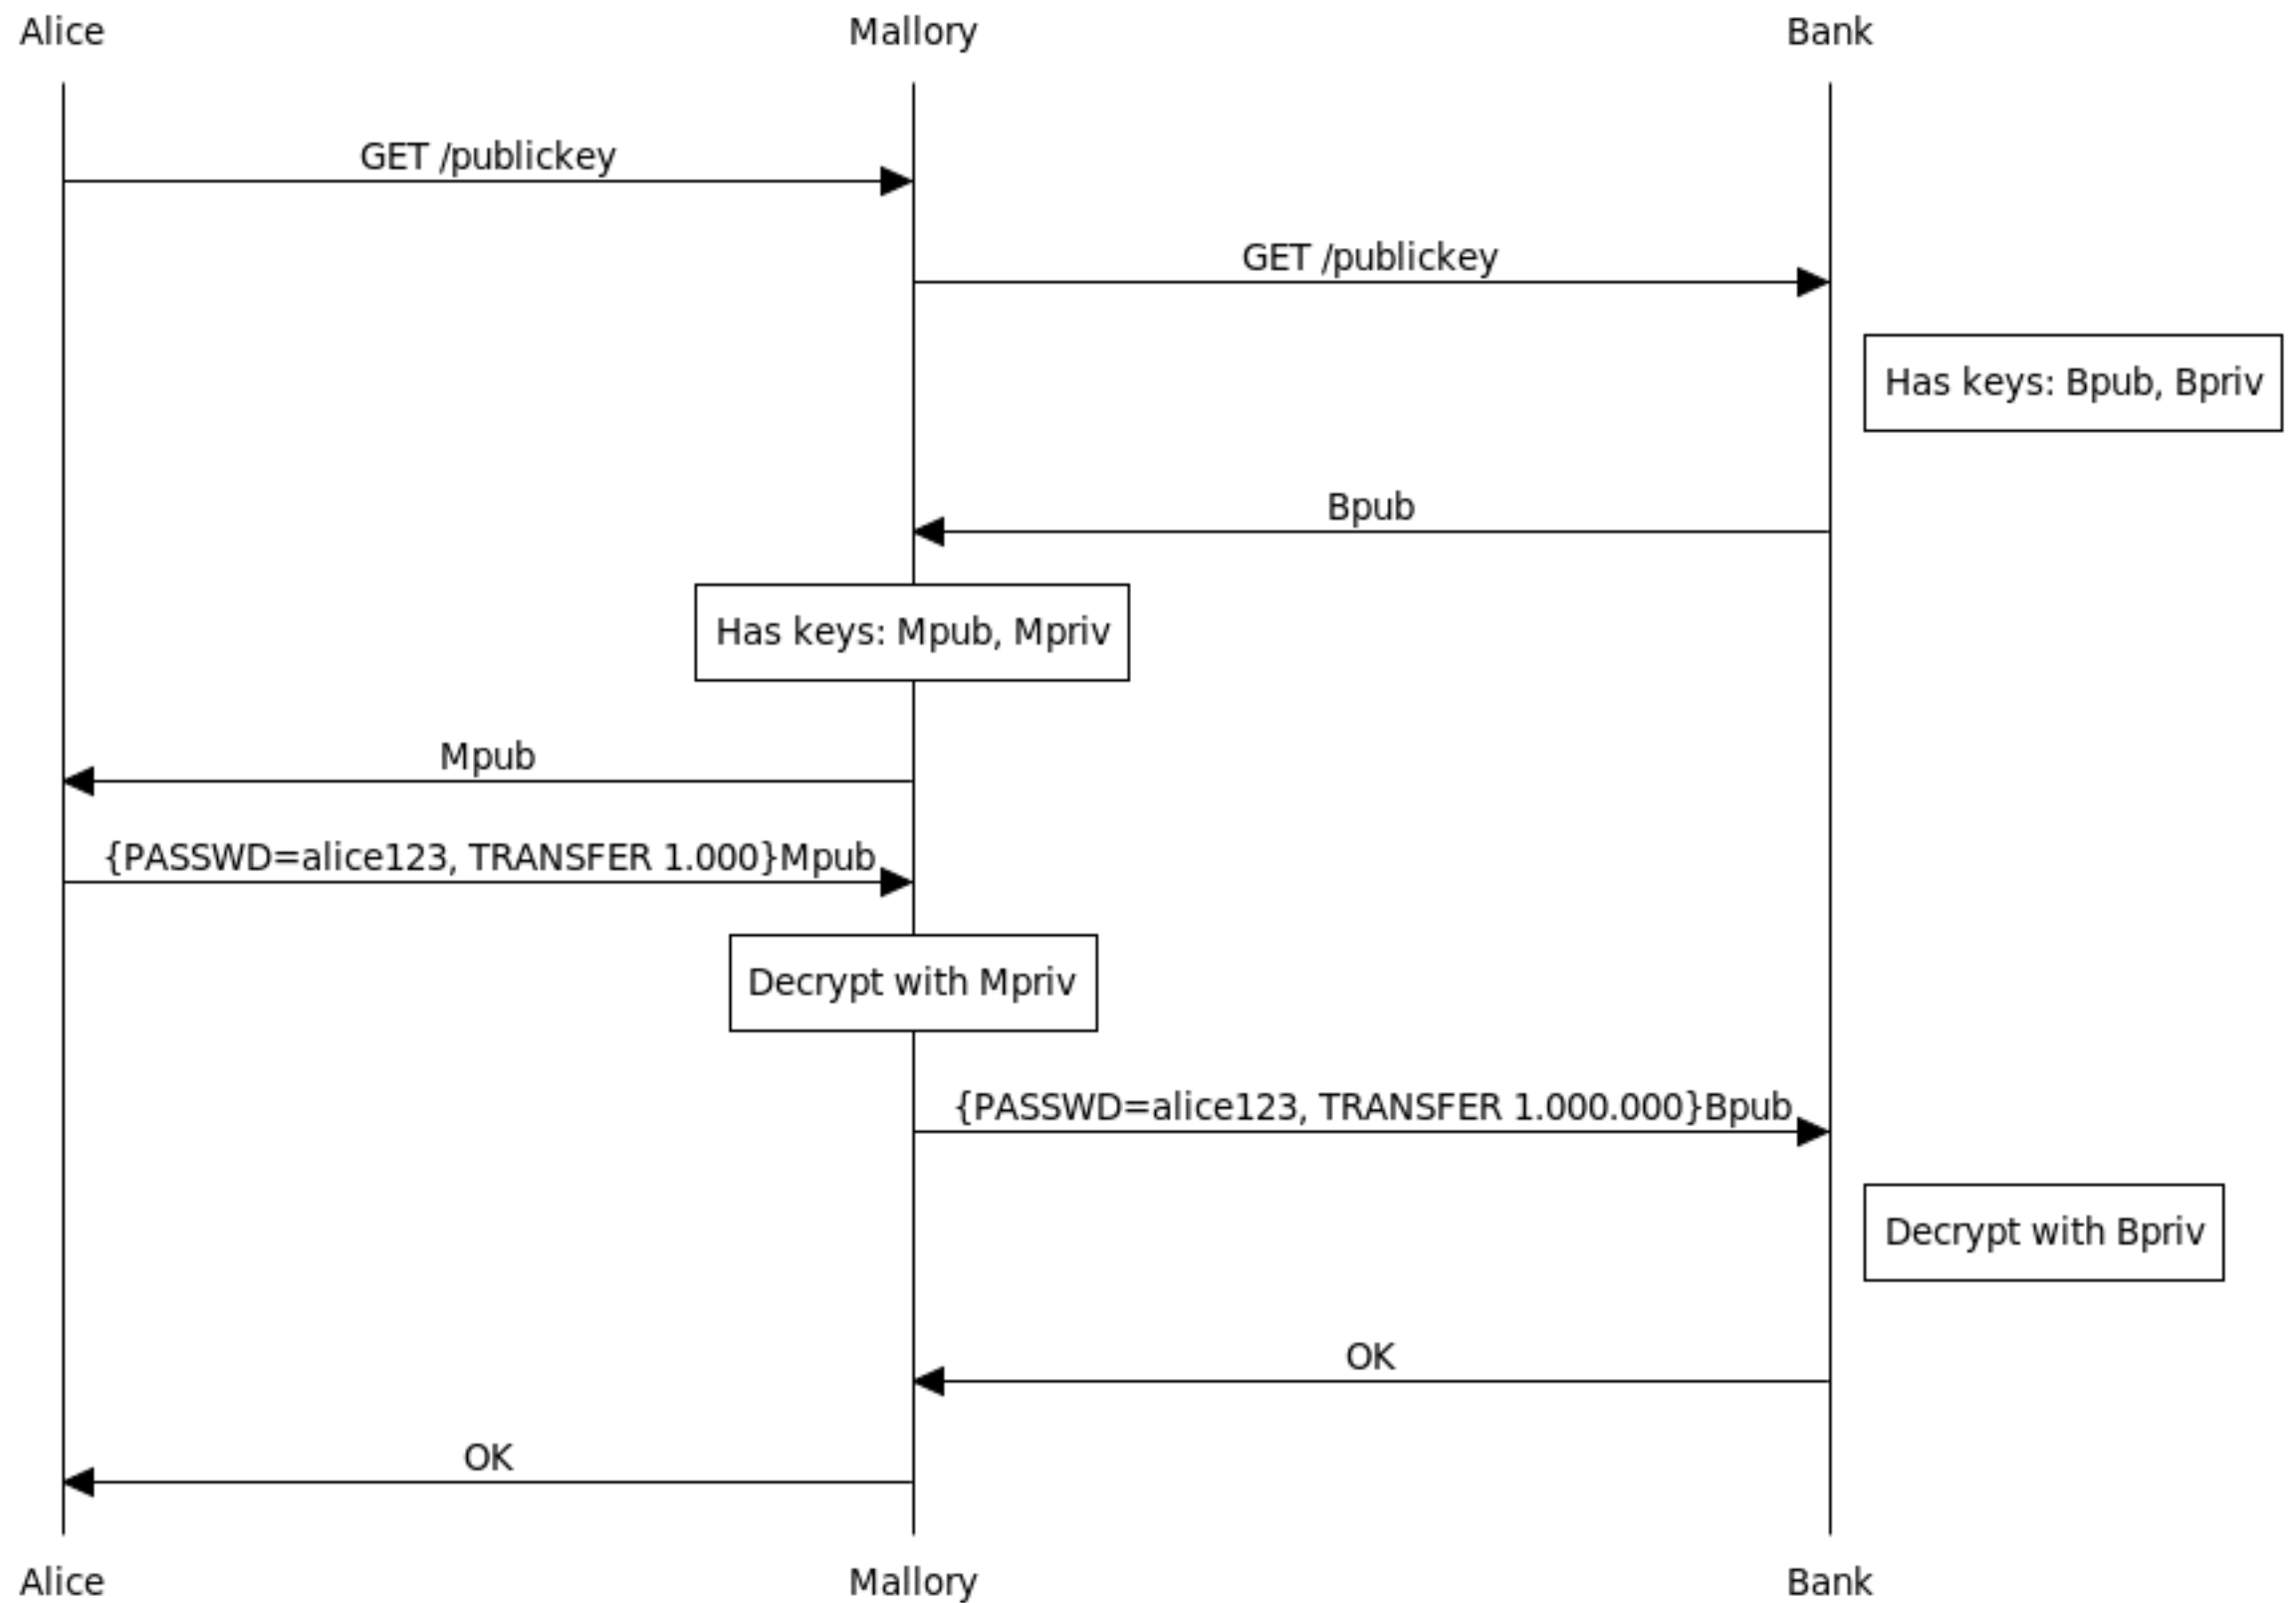 Alice
Mallory
Bank
GET /publickey
GET /publickey
Has keys: Bpub, Bpriv
Bpub
Has keys: Mpub, Mpriv
Mpub
{PASSWD=alice123, TRANSFER 1.000}Mpub
Decrypt with Mpriv
{PASSWD=alice123, TRANSFER 1.000.000}Bpub
Decrypt with Bpriv
OK
OK
Alice
Mallory
Bank